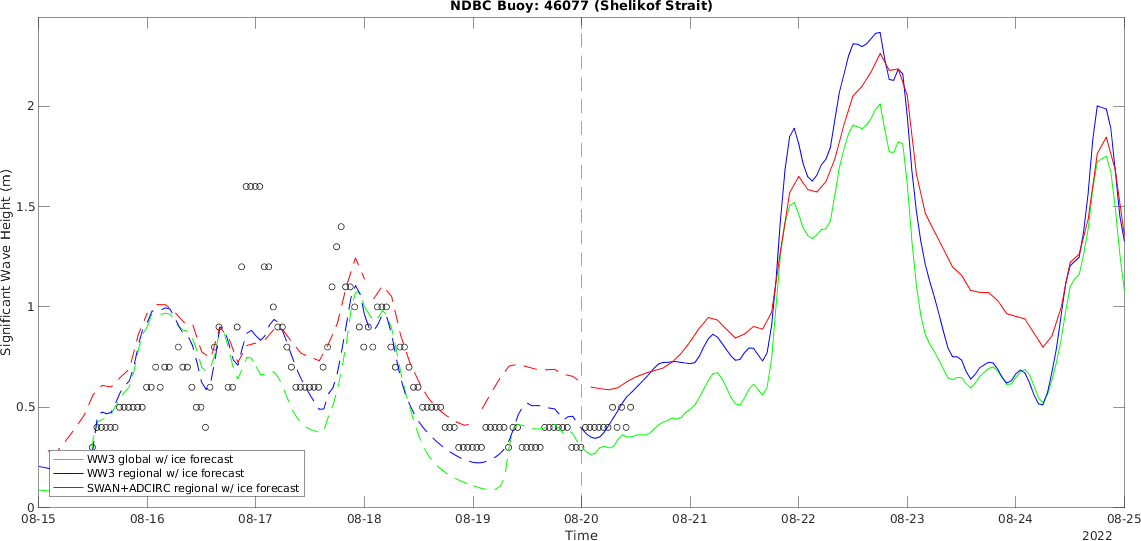 NDBC Buoy: 46077 (Shelikof Strait)
Significant Wave Height (m)
2
1.5
1
0.5
0
WW3 global w/ ice forecast
WW3 regional w/ ice forecast
SWAN+ADCIRC regional w/ ice forecast
08-15 08-16 08-17 08-18 08-19 08-20 08-21 08-22 08-23 08-24 08-25
Time
2022